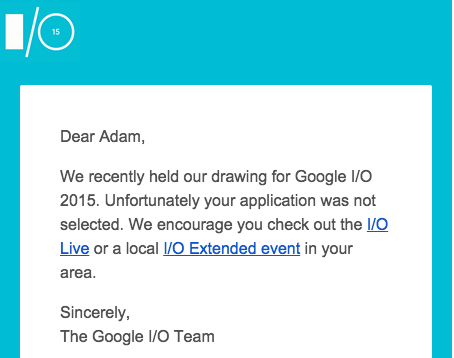 I/O 15
Dear Adam,
We recently held our drawing for Google I/O
2015. Unfortunately your application was not
selected. We encourage you check out the I/O
Live or a local I/O Extended event in your
area.
Sincerely,
The Google I/O Team